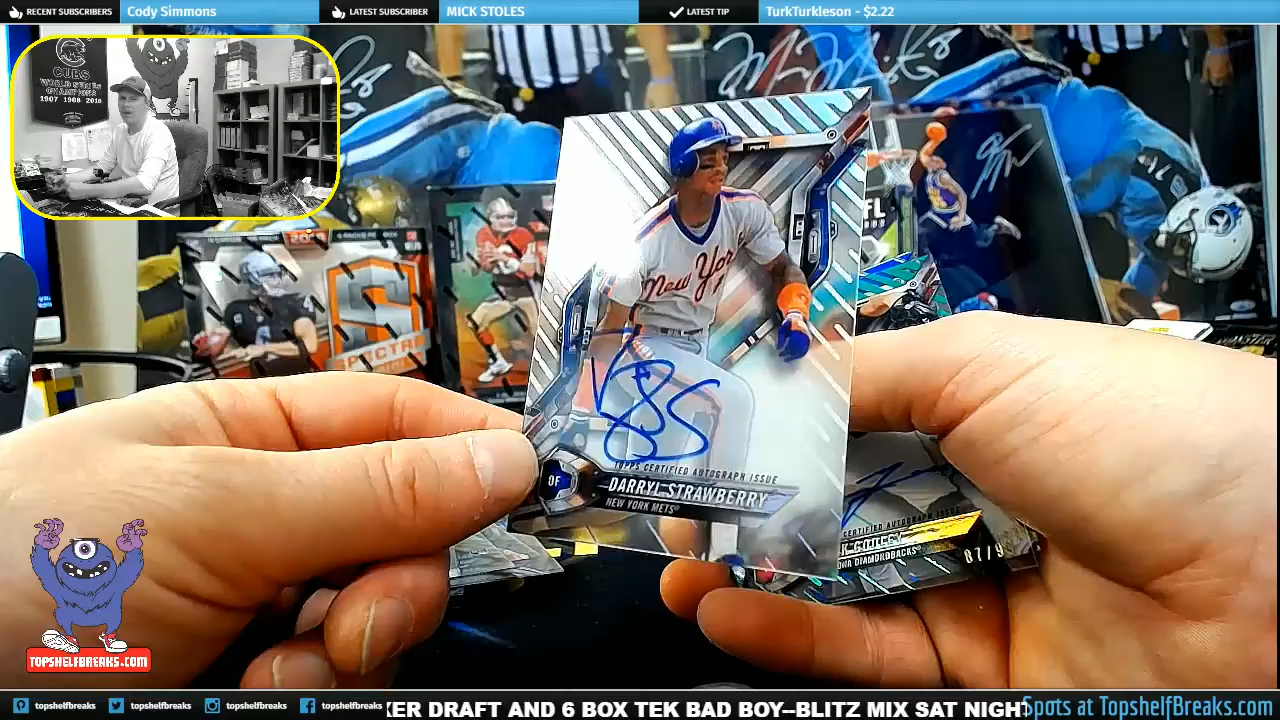 RECENT SUBSCRIBERS
Cody Simmons
LATEST SUBSCRIBER
MICK STOLES
LATEST TIP
TurkTurkleson - $2.22
CUBS
WORLD SERIES
CHAMPIONS
1907 1908 2016
New York
TOPPS CERTIFIED AUTOGRAPH ISSUE
OF
DARRYL STRAWBERRY
NEW YORK METS
CERTIFIED AUTOGRAPH ISSUE
DIAMONDBACKS
87/9
TOPSHELFBREAKS.COM
topshelfbreaks
topshelfbreaks
topshelfbreaks
topshelfbreaks
KER DRAFT AND 6 BOX TEK BAD BOY--BLITZ MIX SAT NIGHT
Spots at TopshelfBreaks.com